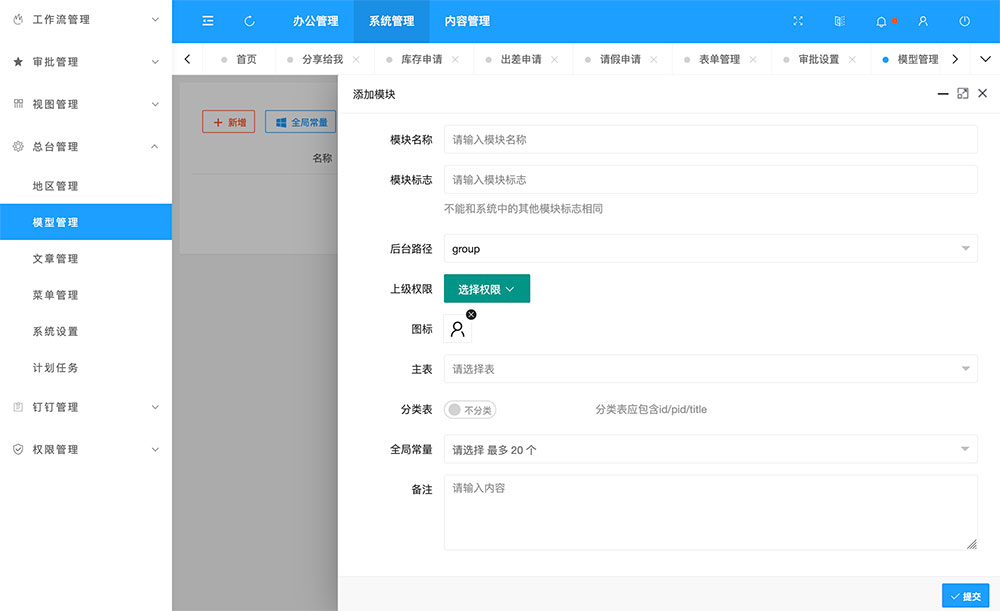 工作流管理
审批管理
视图管理
总台管理
地区管理
模型管理
文章管理
菜单管理
系统设置
计划任务
钉钉管理
权限管理
办公管理 系统管理 内容管理
首页 分享给我 库存申请 出差申请 请假申请 表单管理 审批设置 模型管理
新增 全局常量
名称
添加模块
模块名称 请输入模块名称
模块标志 请输入模块标志
不能和系统中的其他模块标志相同
后台路径 group
上级权限 选择权限
图标
主表 请选择表
分类表 不分类 分类表应包含id/pid/title
全局常量 请选择 最多 20 个
备注 请输入内容
提交